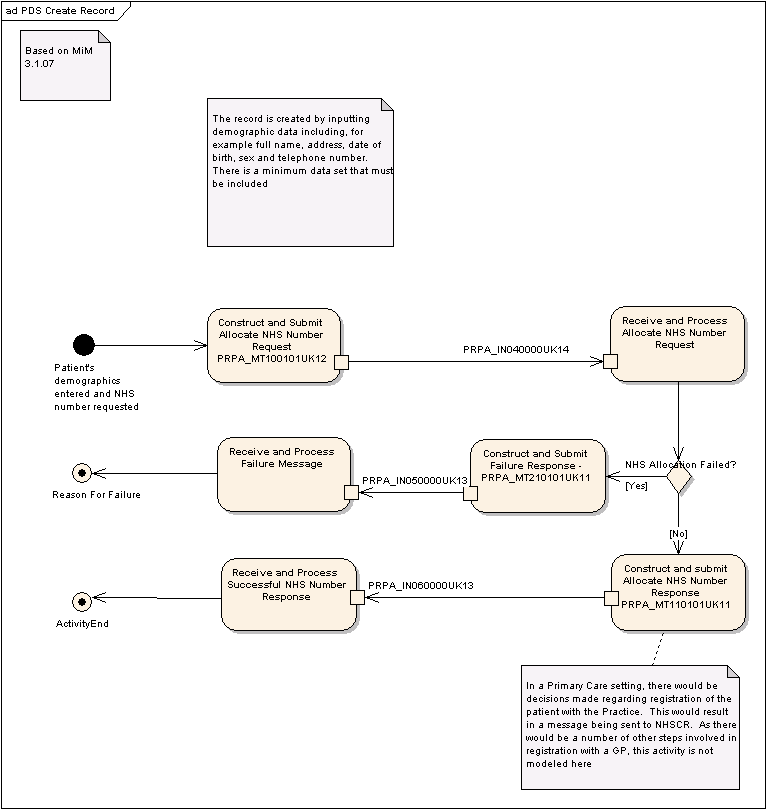 ad PDS Create Record
Based on MiM
3.1.07
The record is created by inputting
demographic data including, for
example full name, address, date of
birth, sex and telephone number.
There is a minimum data set that must
be included
Construct and Submit
Allocate NHS Number
Request
PRPA_MT100101UK12
PRPA_IN040000UK14
Receive and Process
Allocate NHS Number
Request
Patient's
demographics
entered and NHS
number requested
Receive and Process
Failure Message
PRPA_IN050000UK13
Construct and Submit
Failure Response -
PRPA_MT210101UK11
NHS Allocation Failed?
[Yes]
Reason For Failure
[No]
Receive and Process
Successful NHS Number
Response
PRPA_IN060000UK13
Construct and submit
Allocate NHS Number
Response
PRPA_MT110101UK11
ActivityEnd
In a Primary Care setting, there would be
decisions made regarding registration of the
patient with the Practice.  This would result
in a message being sent to NHSCR.  As there
would be a number of other steps involved in
registration with a GP, this activity is not
modeled here